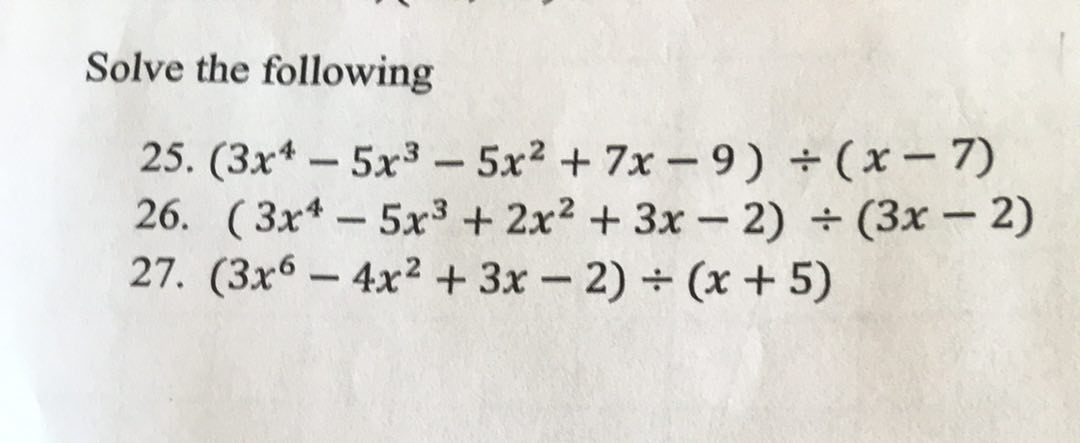 Solve the following
25. (3x⁴ – 5x³ – 5x² + 7x – 9 ) ÷ ( x – 7)
26. ( 3x⁴ – 5x³ + 2x² + 3x – 2) ÷ (3x – 2)
27. (3x⁶ – 4x² + 3x – 2) ÷ (x + 5)